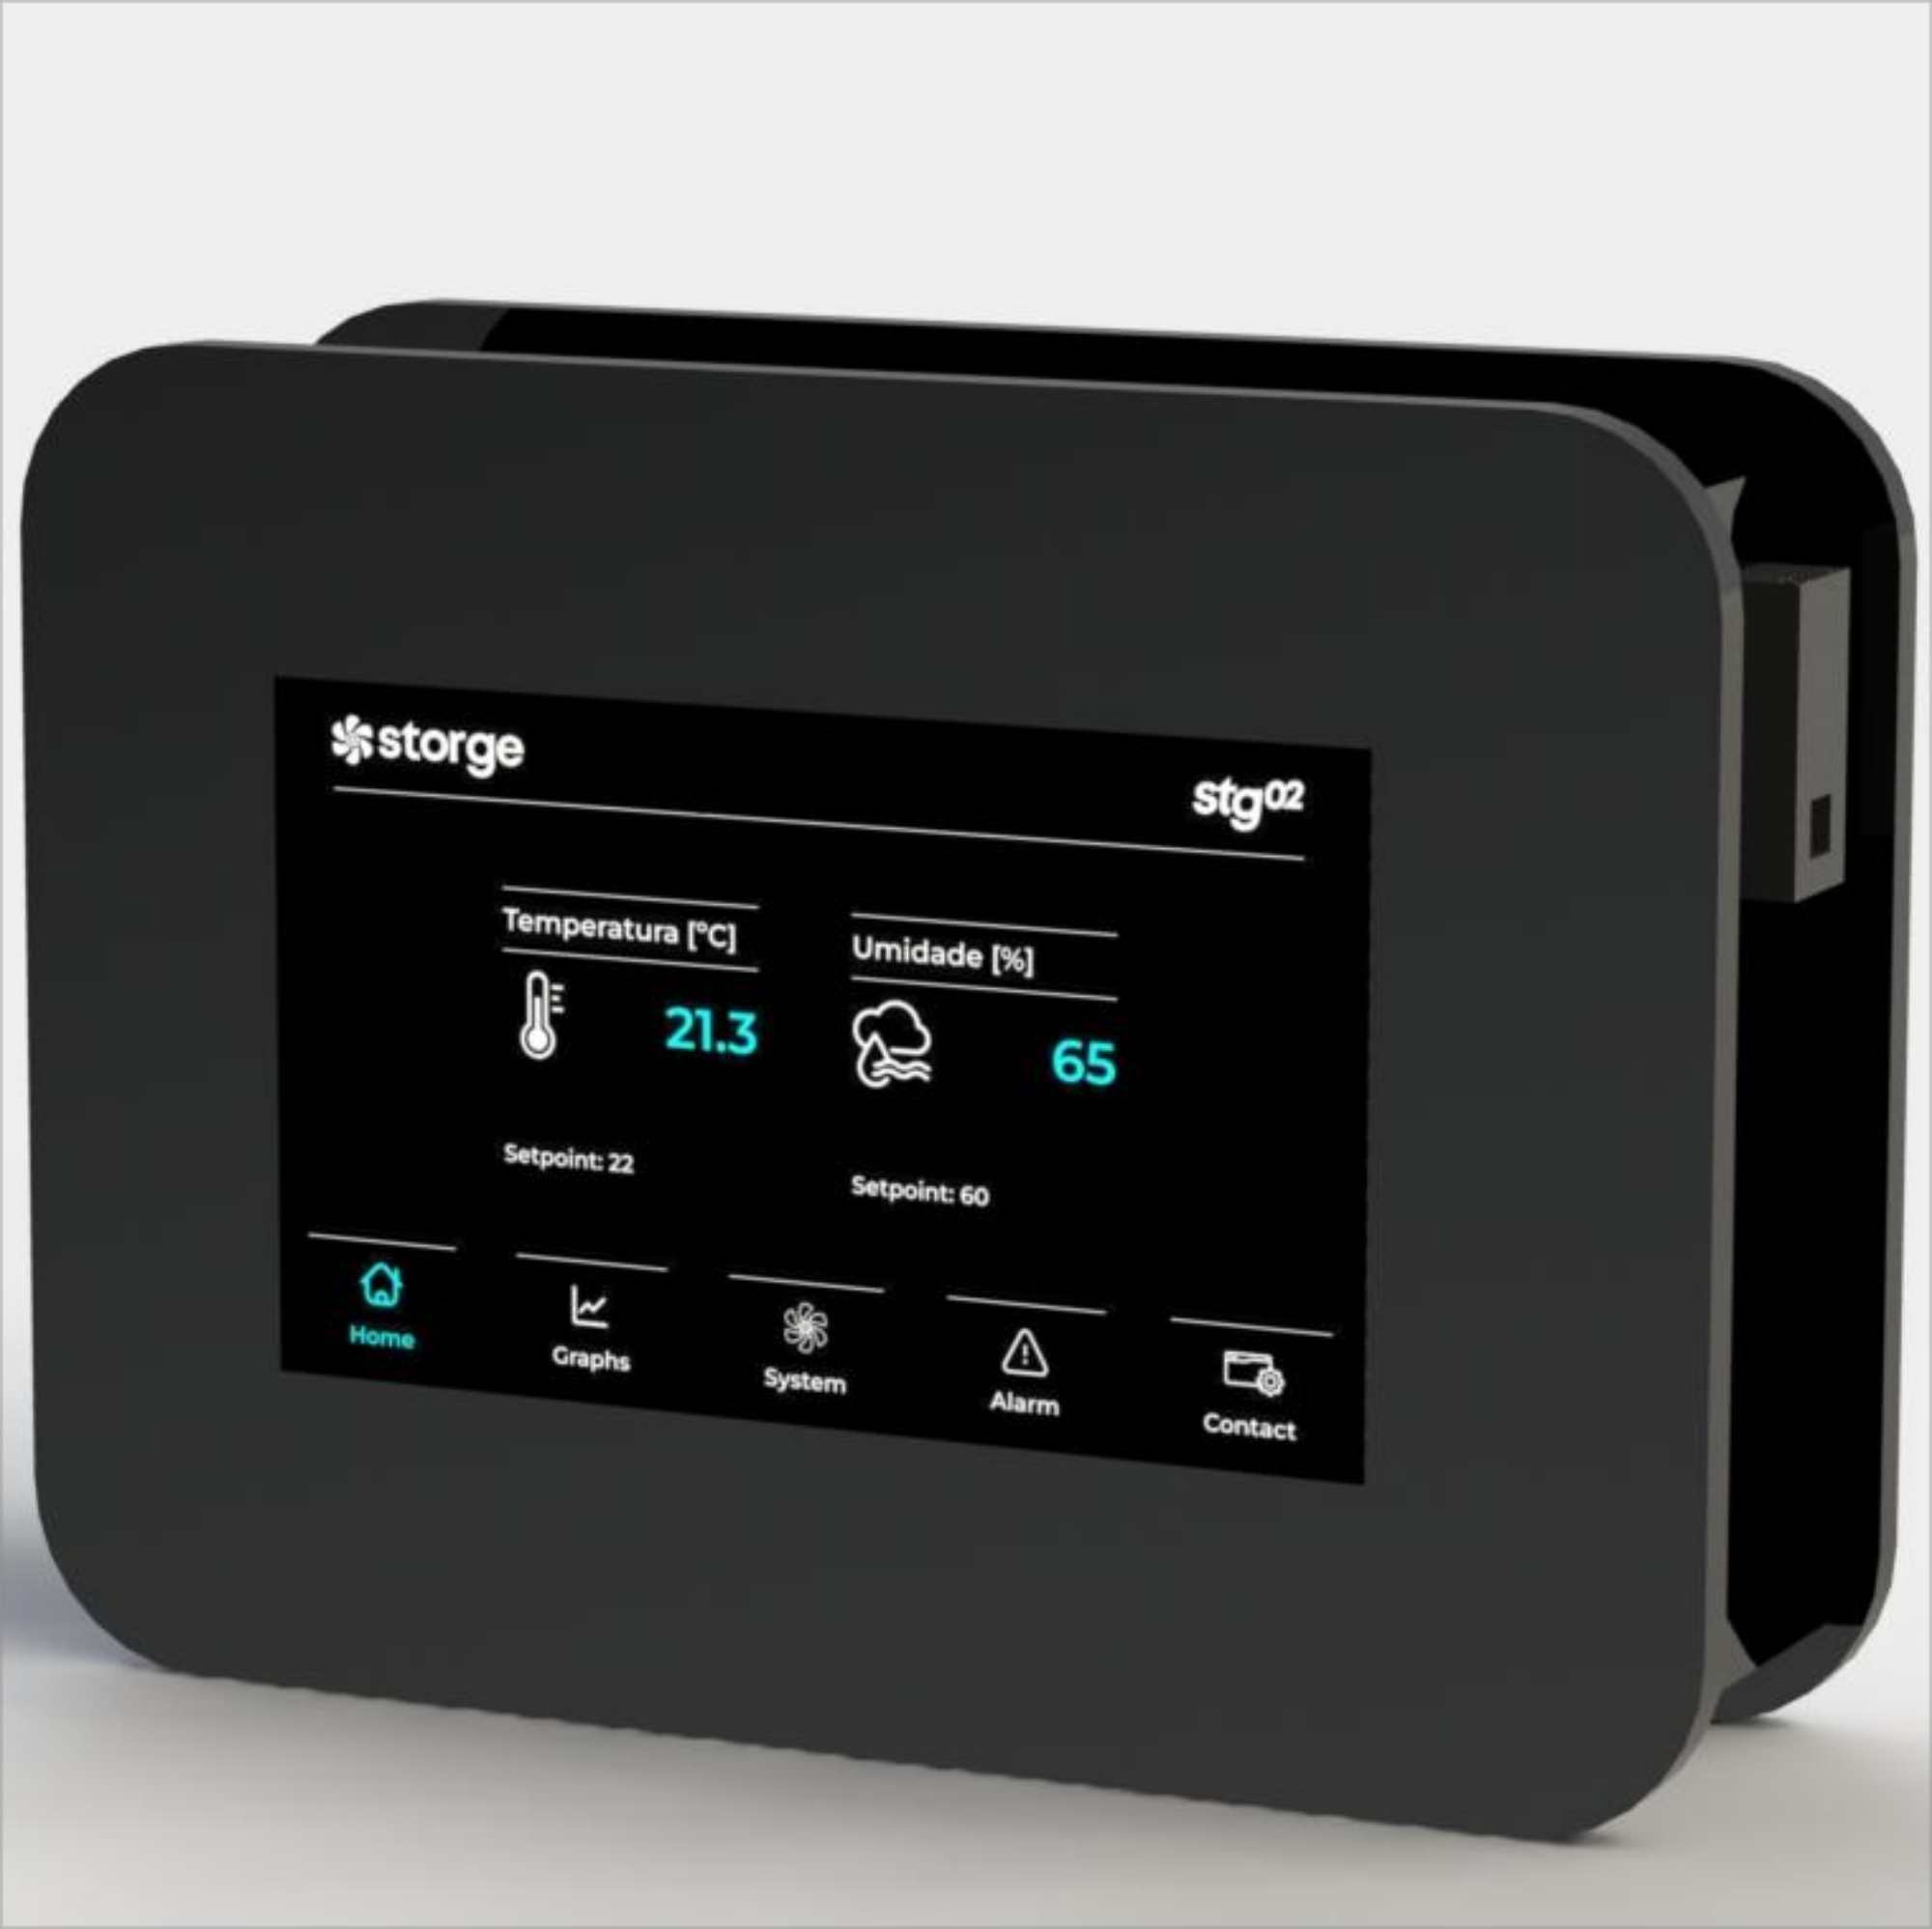 storge
stg02
Temperatura [°C]
Umidade [%]
21.3
65
Setpoint: 22
Setpoint: 60
Home
Graphs
System
Alarm
Contact